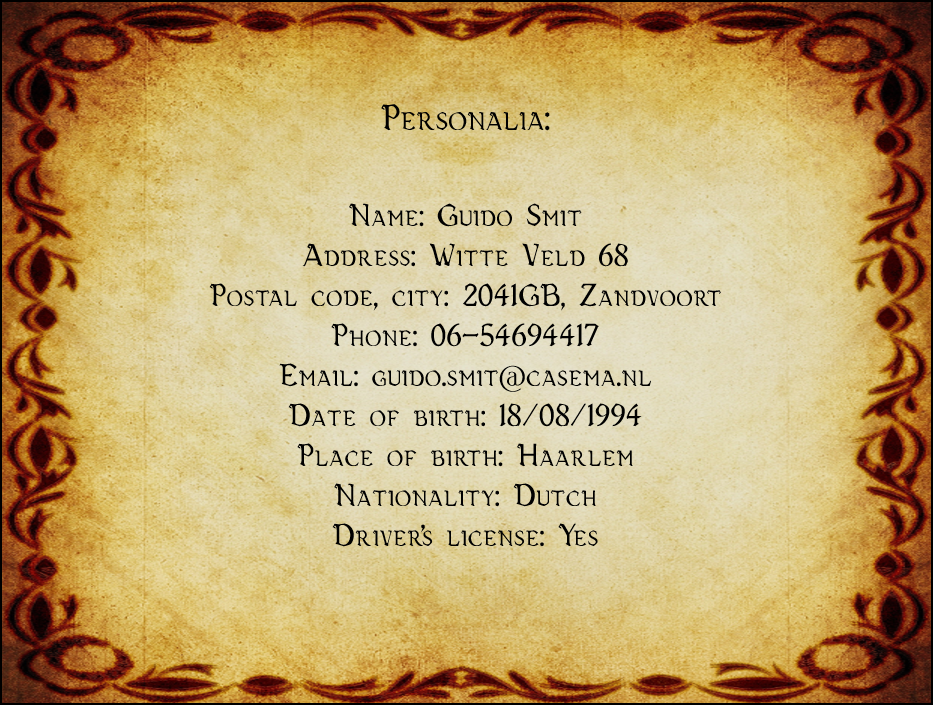 Personalia:
Name: Guido Smit
Address: Witte Veld 68
Postal code, city: 2041GB, Zandvoort
Phone: 06-54694417
Email: guido.smit@casema.nl
Date of birth: 18/08/1994
Place of birth: Haarlem
Nationality: Dutch
Driver's license: Yes